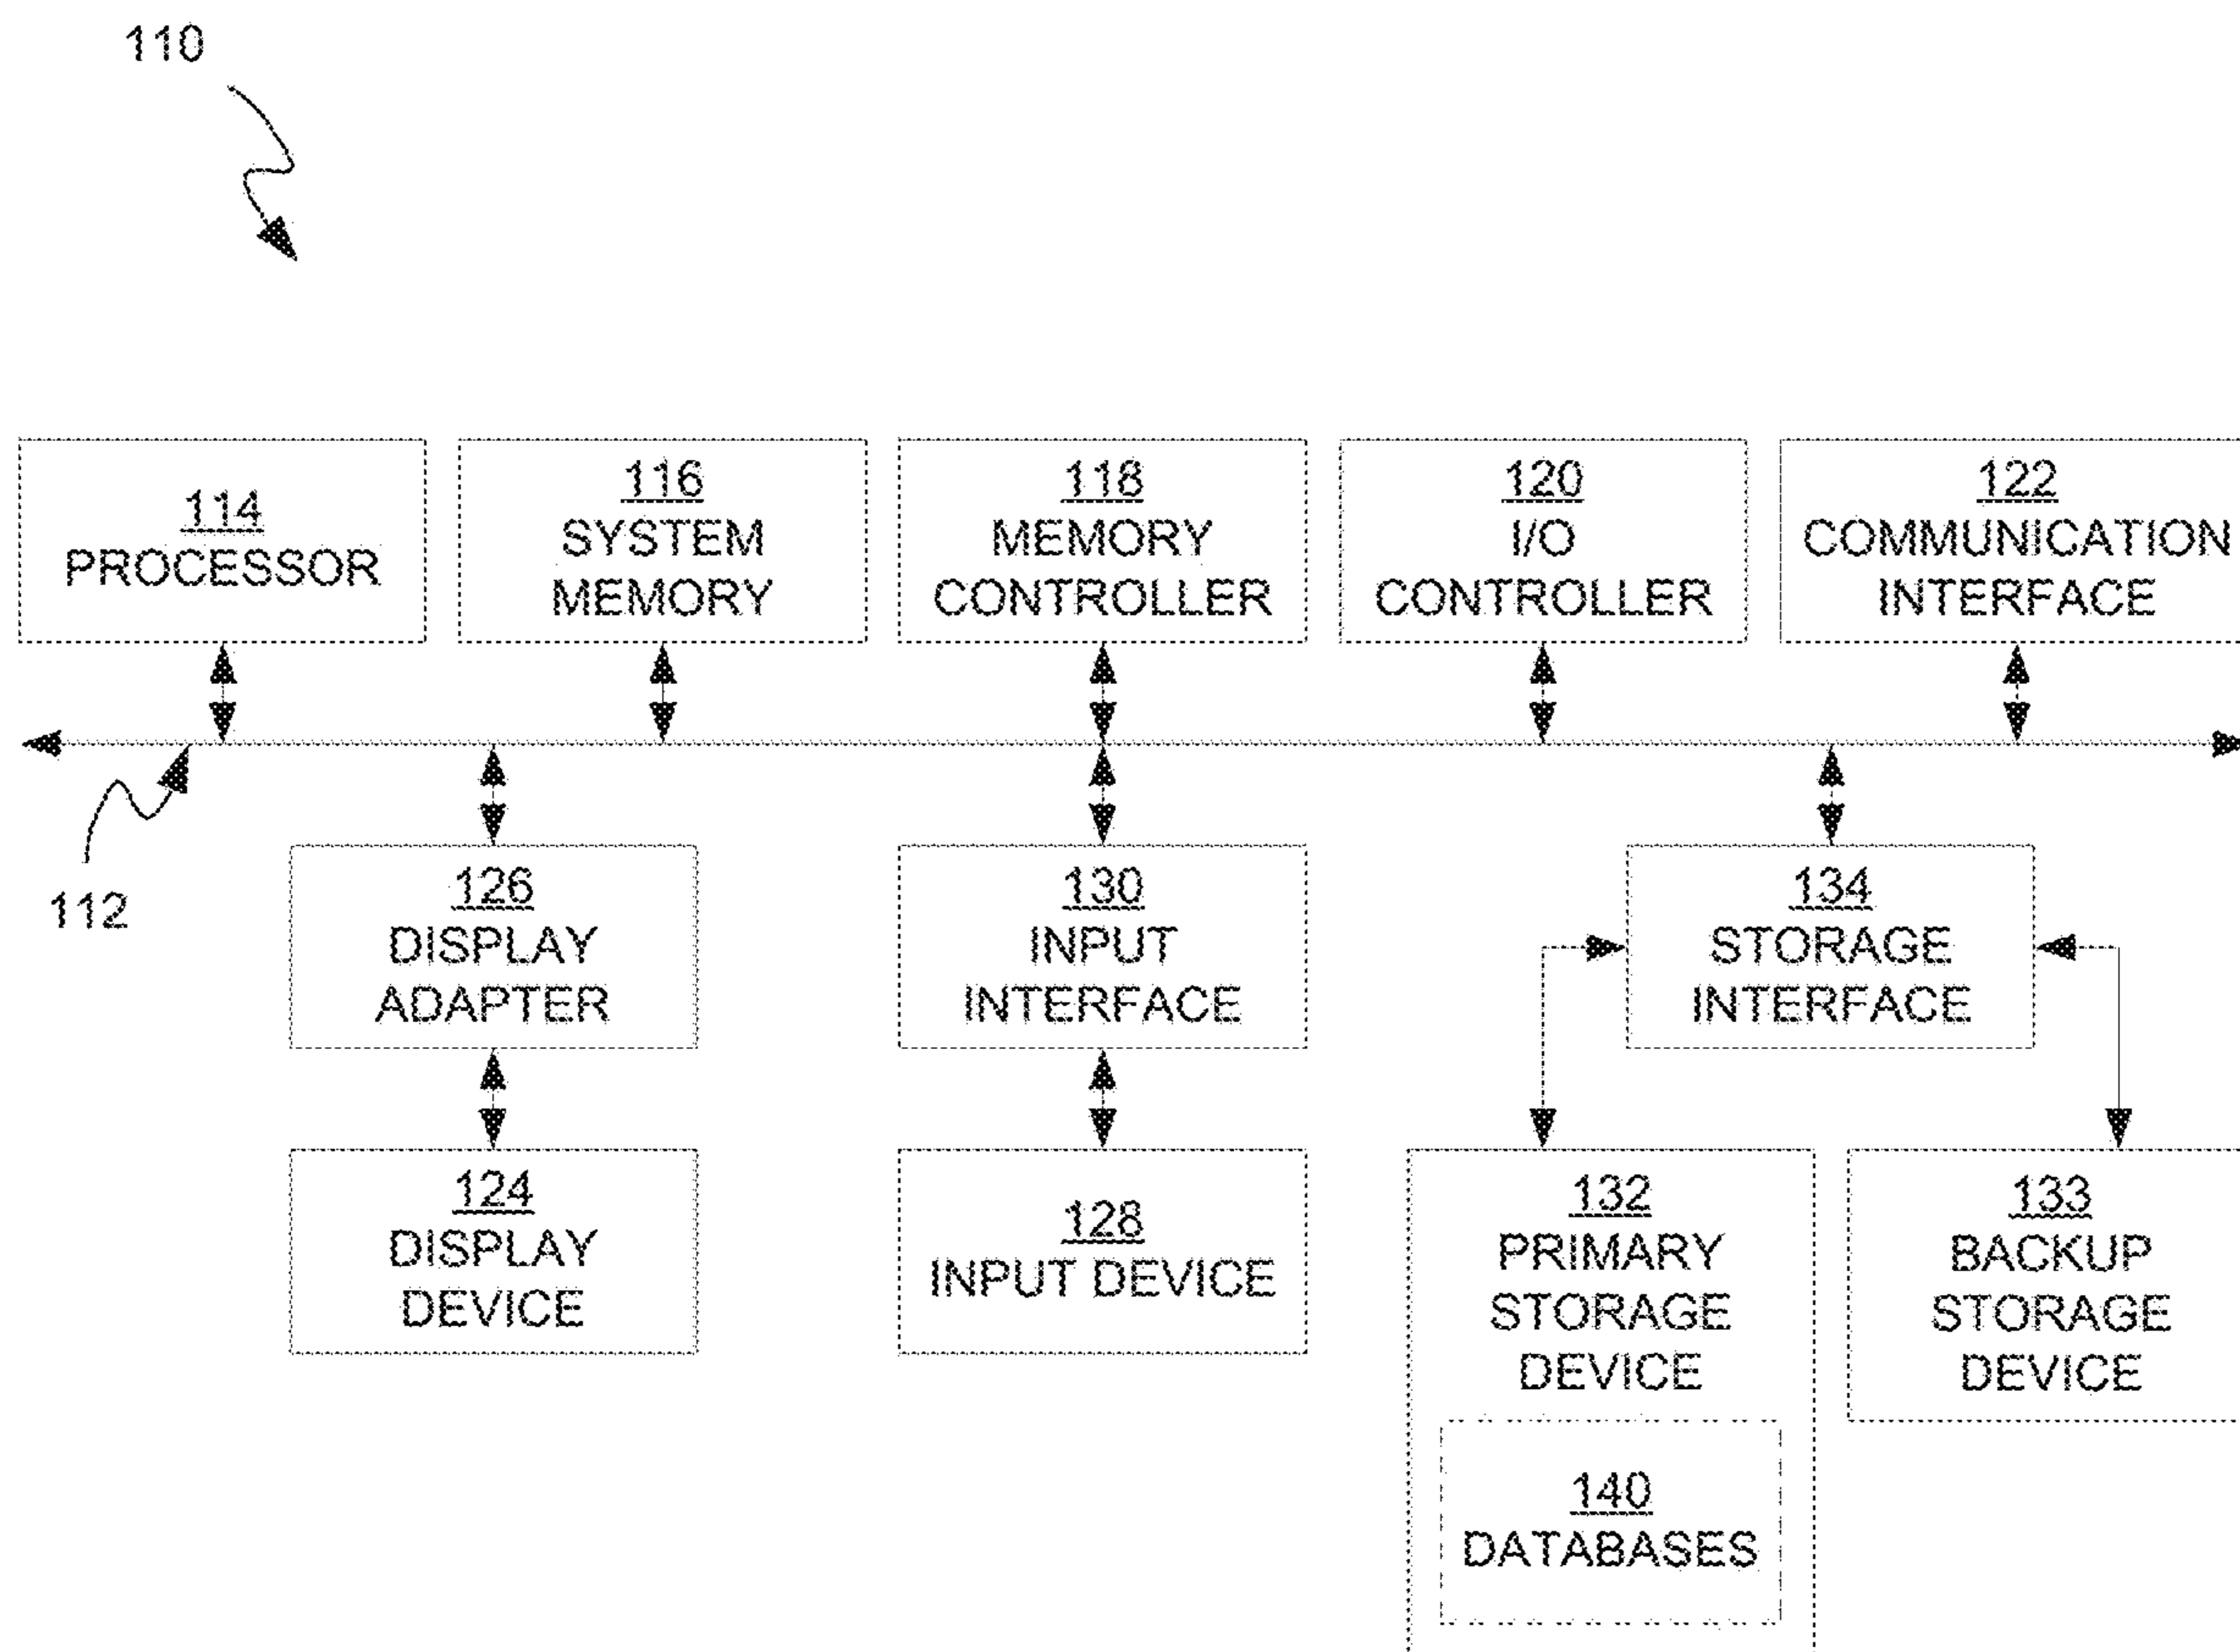 110
114
PROCESSOR
116
SYSTEM
MEMORY
118
MEMORY
CONTROLLER
120
I/O
CONTROLLER
122
COMMUNICATION
INTERFACE
112
126
DISPLAY
ADAPTER
130
INPUT
INTERFACE
134
STORAGE
INTERFACE
124
DISPLAY
DEVICE
128
INPUT DEVICE
132
PRIMARY
STORAGE
DEVICE
133
BACKUP
STORAGE
DEVICE
140
DATABASES